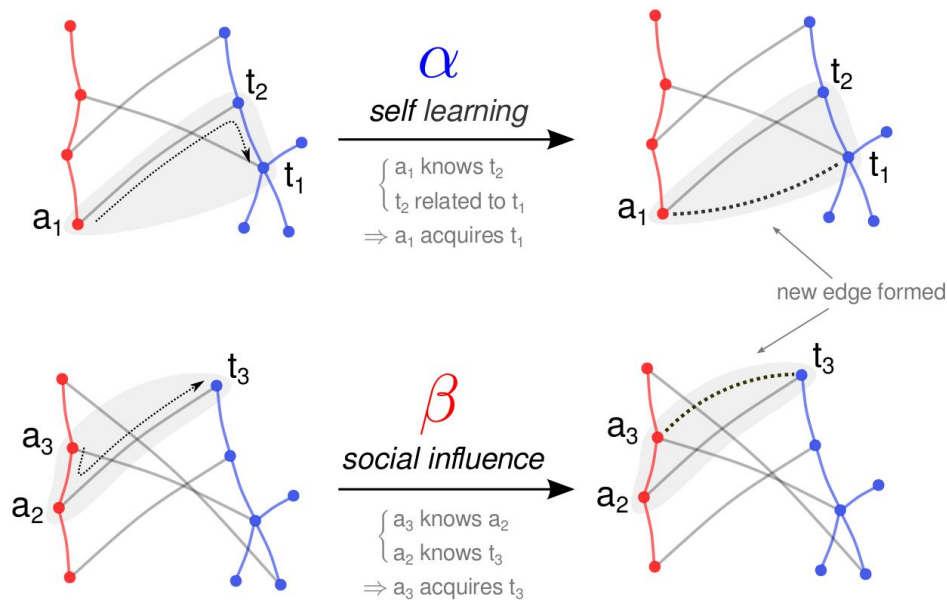 t₂
t₁
a₁
α
self learning
a₁ knows t₂
t₂ related to t₁
⇒ a₁ acquires t₁
t₂
t₁
a₁
new edge formed
t₃
a₃
a₂
β
social influence
a₃ knows a₂
a₂ knows t₃
⇒ a₃ acquires t₃
t₃
a₃
a₂